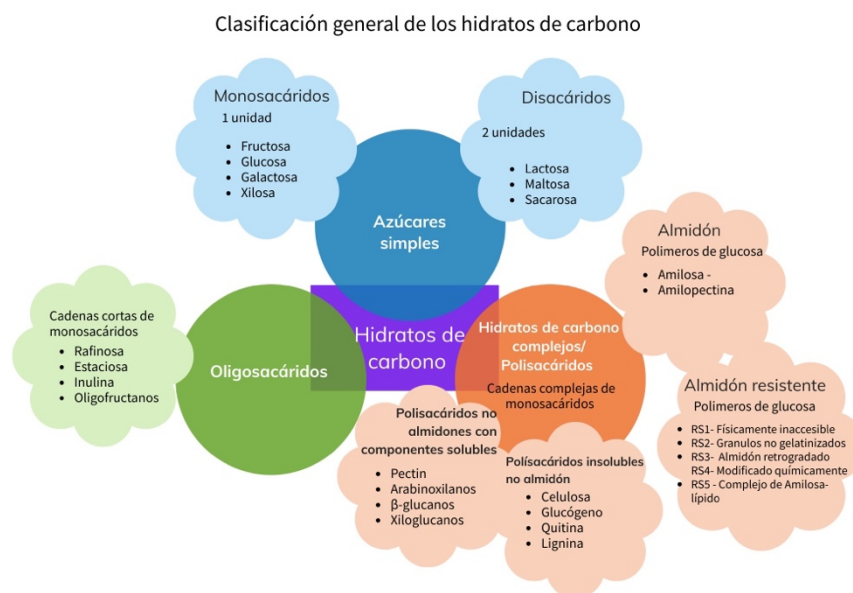 Clasificación general de los hidratos de carbono
Monosacáridos
1 unidad
• Fructosa
• Glucosa
• Galactosa
• Xilosa
Disacáridos
2 unidades
• Lactosa
• Maltosa
• Sacarosa
Azúcares
simples
Almidón
Polimeros de glucosa
• Amilosa -
• Amilopectina
Cadenas cortas de
monosacáridos
• Rafinosa
• Estaciosa
• Inulina
• Oligofructanos
Oligosacáridos
Hidratos de
carbono
Hidratos de carbono
complejos/
Polisacáridos
Cadenas complejas de
monosacáridos
Almidón resistente
Polimeros de glucosa
• RS1- Físicamente inaccesible
• RS2- Granulos no gelatinizados
• RS3- Almidón retrogradado
RS4- Modificado químicamente
• RS5 - Complejo de Amilosa-
lípido
Polisacáridos no
almidones con
componentes solubles
• Pectin
• Arabinoxilanos
• β-glucanos
• Xiloglucanos
Polísacáridos insolubles
no almidón
• Celulosa
• Glucógeno
• Quitina
• Lignina